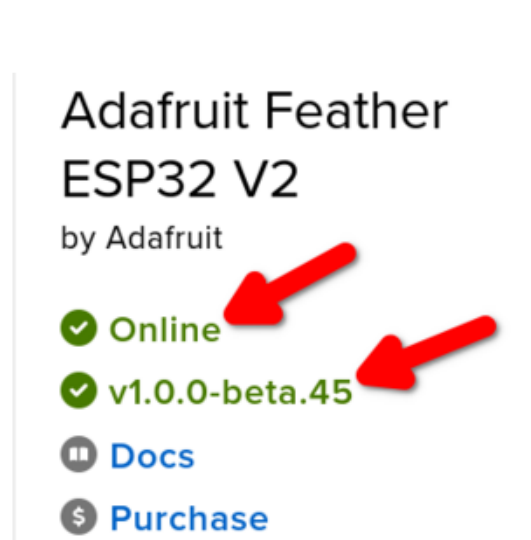 Adafruit Feather
ESP32 V2
by Adafruit
Online
v1.0.0-beta.45
Docs
$ Purchase